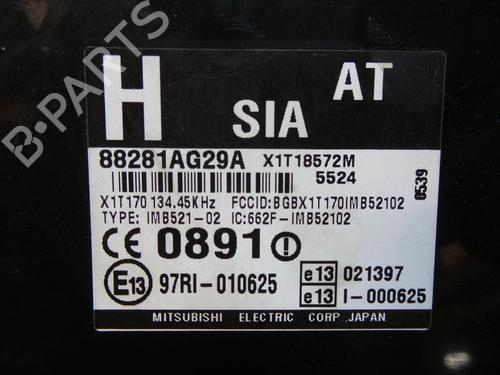 B-PARTS
H
SIA
AT
88281AG29A X1T18572M
5524
0539
X1T170 134.45KHz FCCID:BGBX1T170IMB52102
TYPE: IMB521-02 IC:662F-IMB52102
CE 0891 !
E13 97RI-010625
e13 021397
e13 I-000625
MITSUBISHI ELECTRIC CORP.,JAPAN